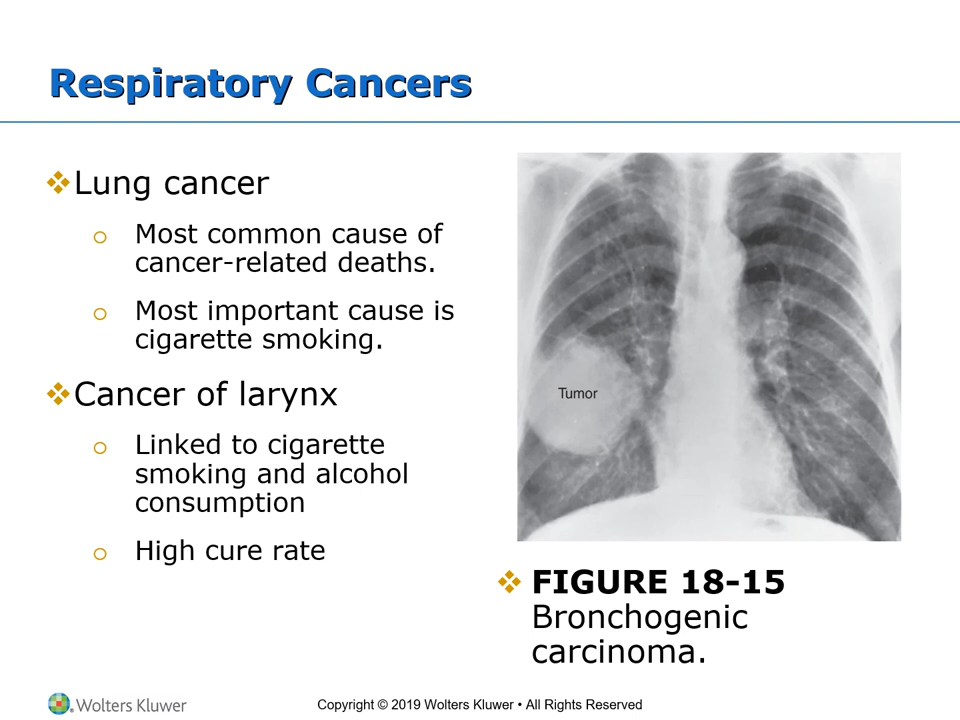 Respiratory Cancers
❖Lung cancer
o Most common cause of
cancer-related deaths.
o Most important cause is
cigarette smoking.
❖Cancer of larynx
o Linked to cigarette
smoking and alcohol
consumption
o High cure rate
Tumor
❖ FIGURE 18-15
Bronchogenic
carcinoma.
Wolters Kluwer
Copyright © 2019 Wolters Kluwer • All Rights Reserved